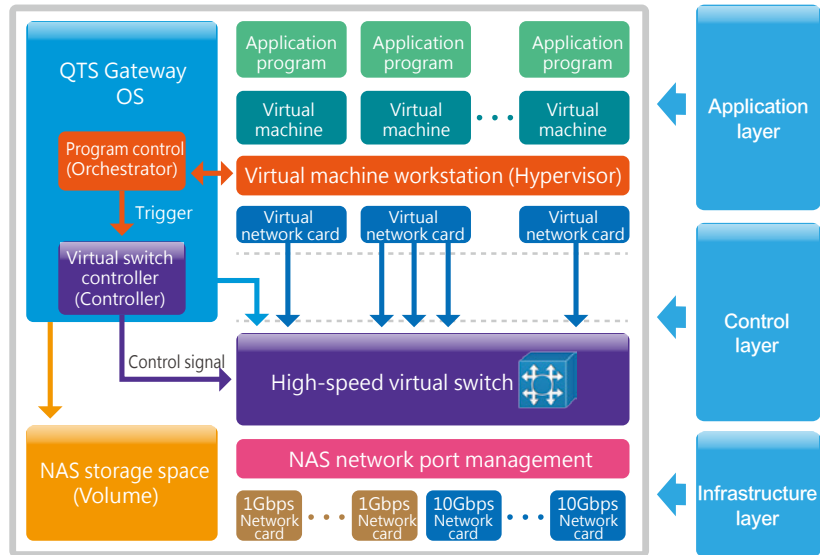 QTS Gateway
OS
Program control
(Orchestrator)
Trigger
Virtual switch
controller
(Controller)
Control signal
NAS storage space
(Volume)
Application
program
Application
program
Application
program
Virtual
machine
Virtual
machine
Virtual
machine
Virtual machine workstation (Hypervisor)
Virtual
network card
Virtual
network card
Virtual
network card
High-speed virtual switch
NAS network port management
1Gbps
Network
card
1Gbps
Network
card
10Gbps
Network
card
10Gbps
Network
card
Application
layer
Control
layer
Infrastructure
layer